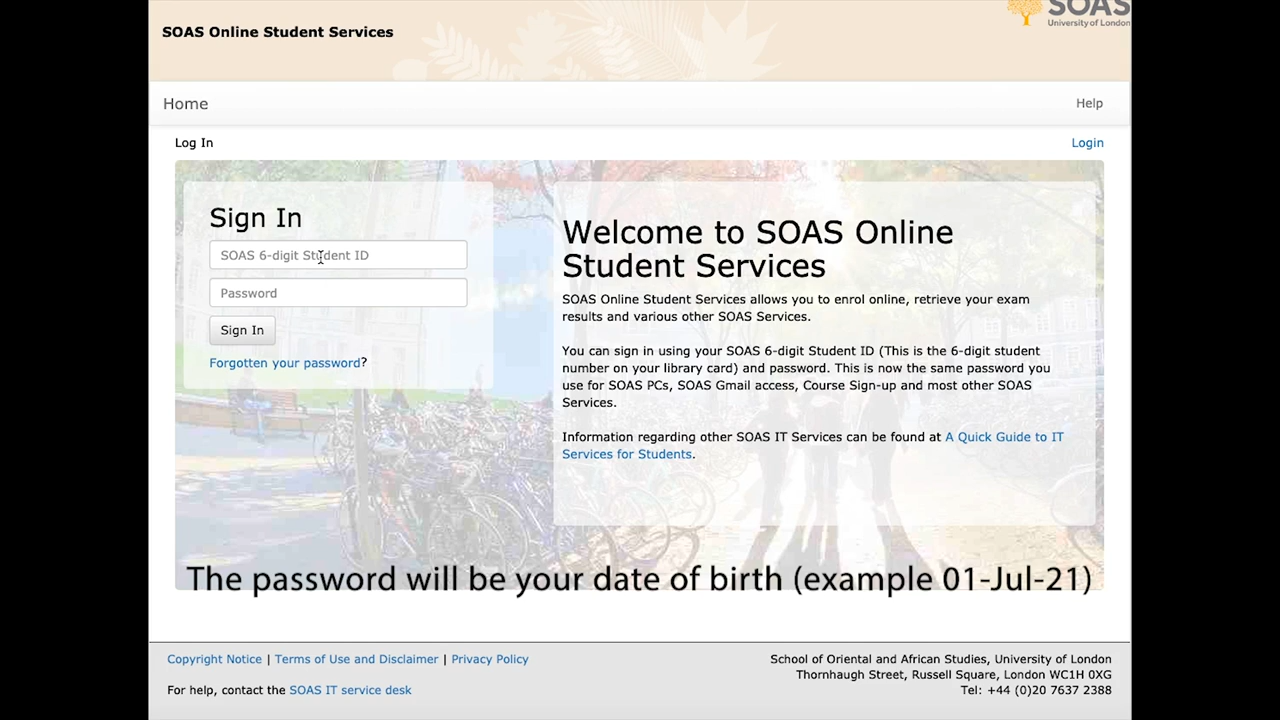 SOAS
University of London
SOAS Online Student Services
Home
Help
Log In
Login
Sign In
SOAS 6-digit Student ID
Password
Sign In
Forgotten your password?
Welcome to SOAS Online
Student Services
SOAS Online Student Services allows you to enrol online, retrieve your exam
results and various other SOAS Services.
You can sign in using your SOAS 6-digit Student ID (This is the 6-digit student
number on your library card) and password. This is now the same password you
use for SOAS PCs, SOAS Gmail access, Course Sign-up and most other SOAS
Services.
Information regarding other SOAS IT Services can be found at A Quick Guide to IT
Services for Students.
The password will be your date of birth (example 01-Jul-21)
Copyright Notice | Terms of Use and Disclaimer | Privacy Policy
For help, contact the SOAS IT service desk
School of Oriental and African Studies, University of London
Thornhaugh Street, Russell Square, London WC1H 0XG
Tel: +44 (0)20 7637 2388